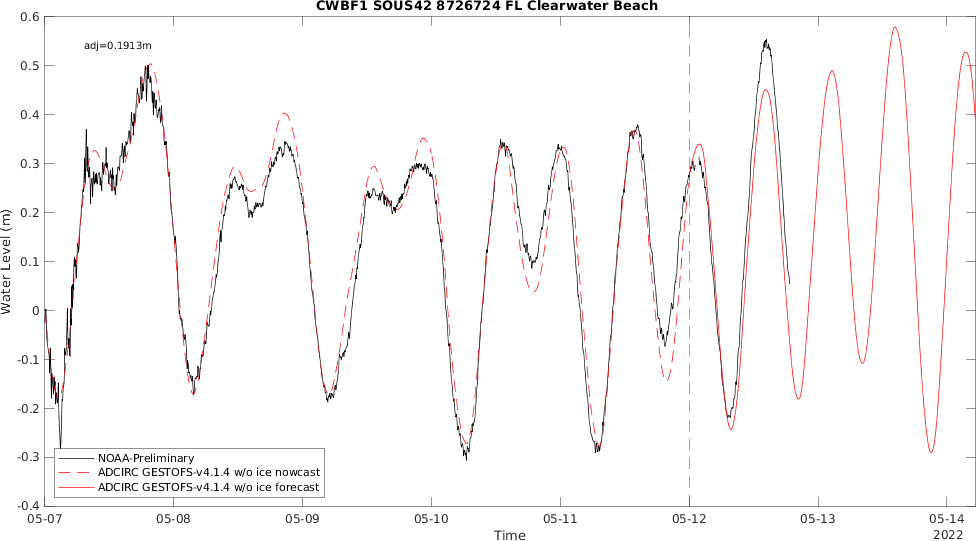 CWBF1 SOUS42 8726724 FL Clearwater Beach
adj=0.1913m
0.6
0.5
0.4
0.3
0.2
0.1
0
-0.1
-0.2
-0.3
-0.4
Water Level (m)
NOAA-Preliminary
ADCIRC GESTOFS-v4.1.4 w/o ice nowcast
ADCIRC GESTOFS-v4.1.4 w/o ice forecast
05-07 05-08 05-09 05-10 05-11 05-12 05-13 05-14
Time
2022